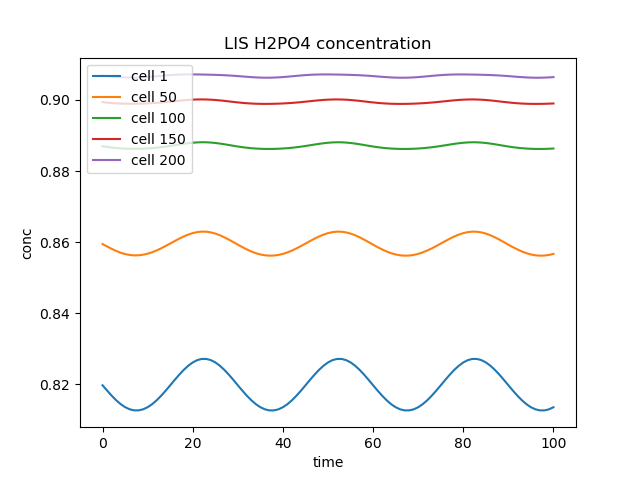 LIS H2PO4 concentration
cell 1
cell 50
cell 100
cell 150
cell 200
0.90
0.88
0.86
0.84
0.82
conc
0
20
40
60
80
100
time